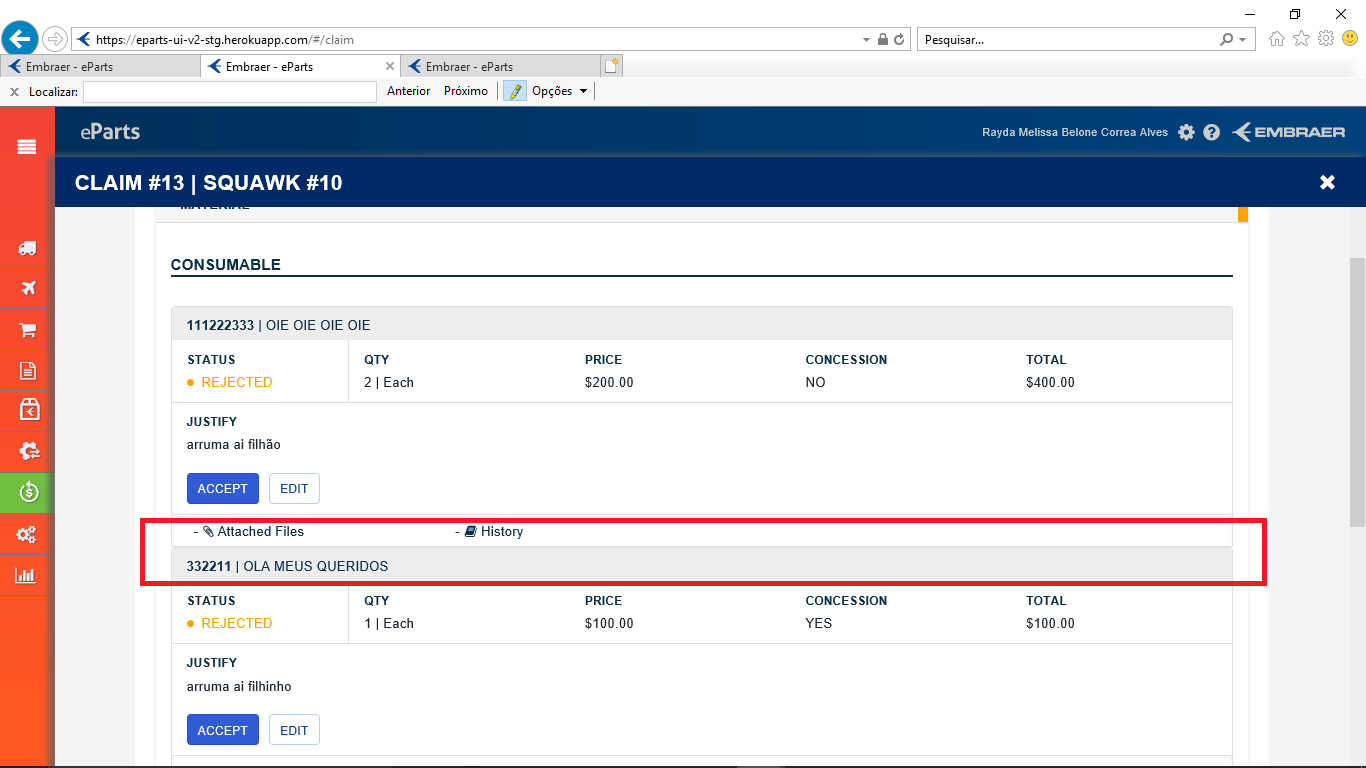 https://eparts-ui-v2-stg.herokuapp.com/#/claim
Pesquisar...
Embraer - eParts
Embraer - eParts
Embraer - eParts
x Localizar:
Anterior Próximo Opções
eParts
Rayda Melissa Belone Correa Alves
EMBRAER
CLAIM #13 | SQUAWK #10
MATERIAL
CONSUMABLE
111222333 | OIE OIE OIE OIE
STATUS QTY PRICE CONCESSION TOTAL
REJECTED 2 | Each $200.00 NO $400.00
JUSTIFY
arruma ai filhão
ACCEPT EDIT
- Attached Files - History
332211 | OLA MEUS QUERIDOS
STATUS QTY PRICE CONCESSION TOTAL
REJECTED 1 | Each $100.00 YES $100.00
JUSTIFY
arruma ai filhinho
ACCEPT EDIT